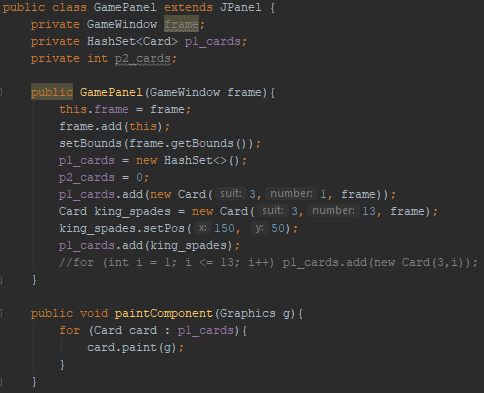 public class GamePanel extends JPanel {
private GameWindow frame;
private HashSet<Card> p1_cards;
private int p2_cards;
public GamePanel(GameWindow frame){
this.frame = frame;
frame.add(this);
setBounds(frame.getBounds());
p1_cards = new HashSet<>();
p2_cards = 0;
p1_cards.add(new Card( suit: 3, number: 1, frame));
Card king_spades = new Card( suit: 3, number: 13, frame);
king_spades.setPos( x: 150, y: 50);
p1_cards.add(king_spades);
//for (int i = 1; i <= 13; i++) p1_cards.add(new Card(3,i));
}
public void paintComponent(Graphics g){
for (Card card : p1_cards){
card.paint(g);
}
}